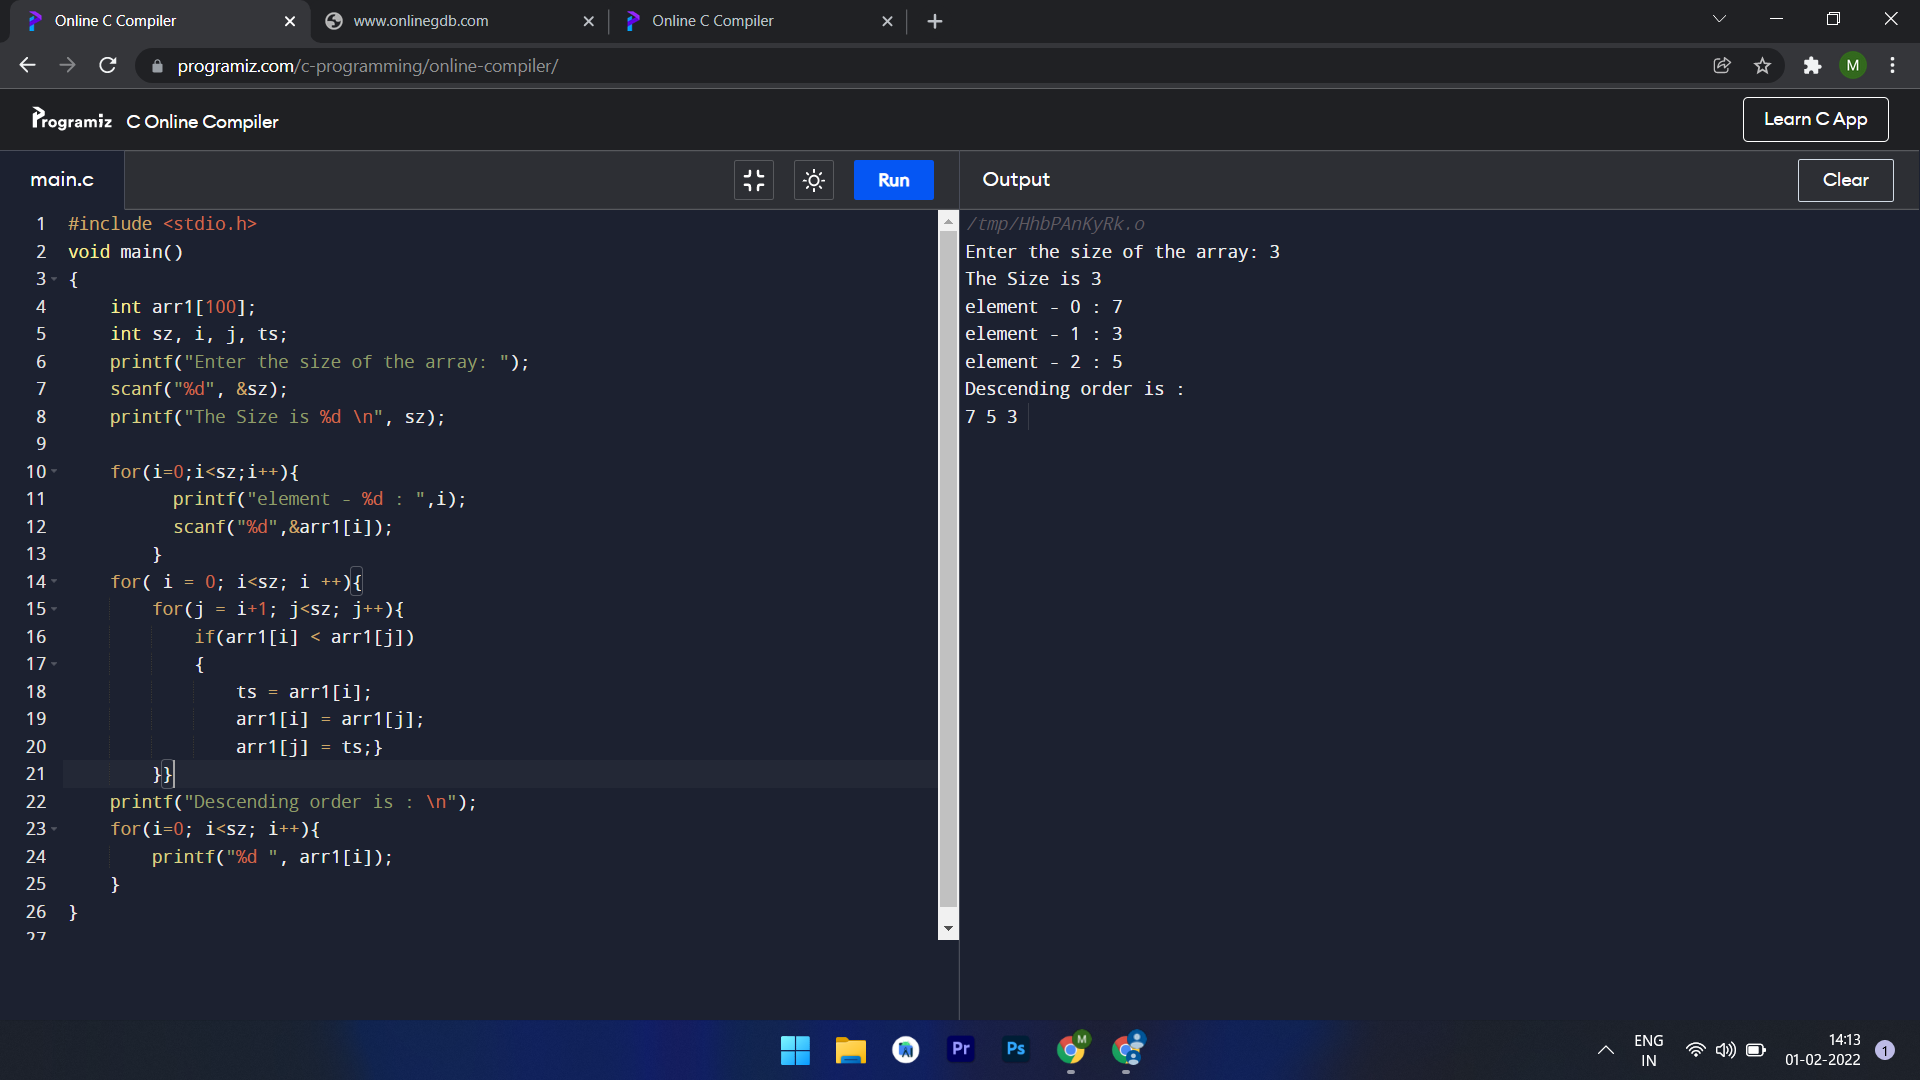 Online C Compiler
www.onlinegdb.com
Online C Compiler
programiz.com/c-programming/online-compiler/
M
Programiz C Online Compiler
Learn C App
main.c
Run
Output
Clear
1 #include <stdio.h>
2 void main()
3 {
4 int arr1[100];
5 int sz, i, j, ts;
6 printf("Enter the size of the array: ");
7 scanf("%d", &sz);
8 printf("The Size is %d \n", sz);
9
10 for(i=0;i<sz;i++){
11 printf("element - %d : ",i);
12 scanf("%d",&arr1[i]);
13 }
14 for( i = 0; i<sz; i ++){
15 for(j = i+1; j<sz; j++){
16 if(arr1[i] < arr1[j])
17 {
18 ts = arr1[i];
19 arr1[i] = arr1[j];
20 arr1[j] = ts;}
21 }}
22 printf("Descending order is : \n");
23 for(i=0; i<sz; i++){
24 printf("%d ", arr1[i]);
25 }
26 }
27
/tmp/HhbPAnKyRk.o
Enter the size of the array: 3
The Size is 3
element - 0 : 7
element - 1 : 3
element - 2 : 5
Descending order is :
7 5 3
Pr
Ps
M
ENG
IN
14:13
01-02-2022
1